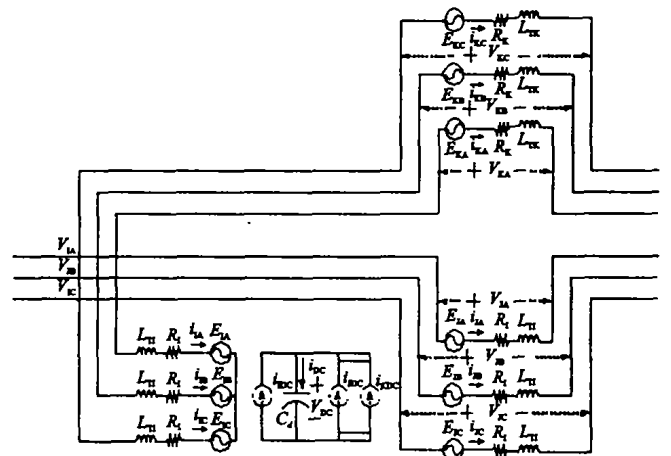 E_KC i_KC R_K L_TK
+ V_KC −
E_KB i_KB R_K L_TK
+ V_KB −
E_KA i_KA R_K L_TK
+ V_KA −
V_IA
V_IB
V_IC
+ V_IA −
E_IA i_IA R_I L_TI
+ V_IB −
E_IB i_IB R_I L_TI
+ V_IC −
E_IC i_IC R_I L_TI
L_TI R_I i_IA E_IA
L_TI R_I i_IB E_IB
L_TI R_I i_IC E_IC
i_DC
A C_d + V_DC − A i_KDC A